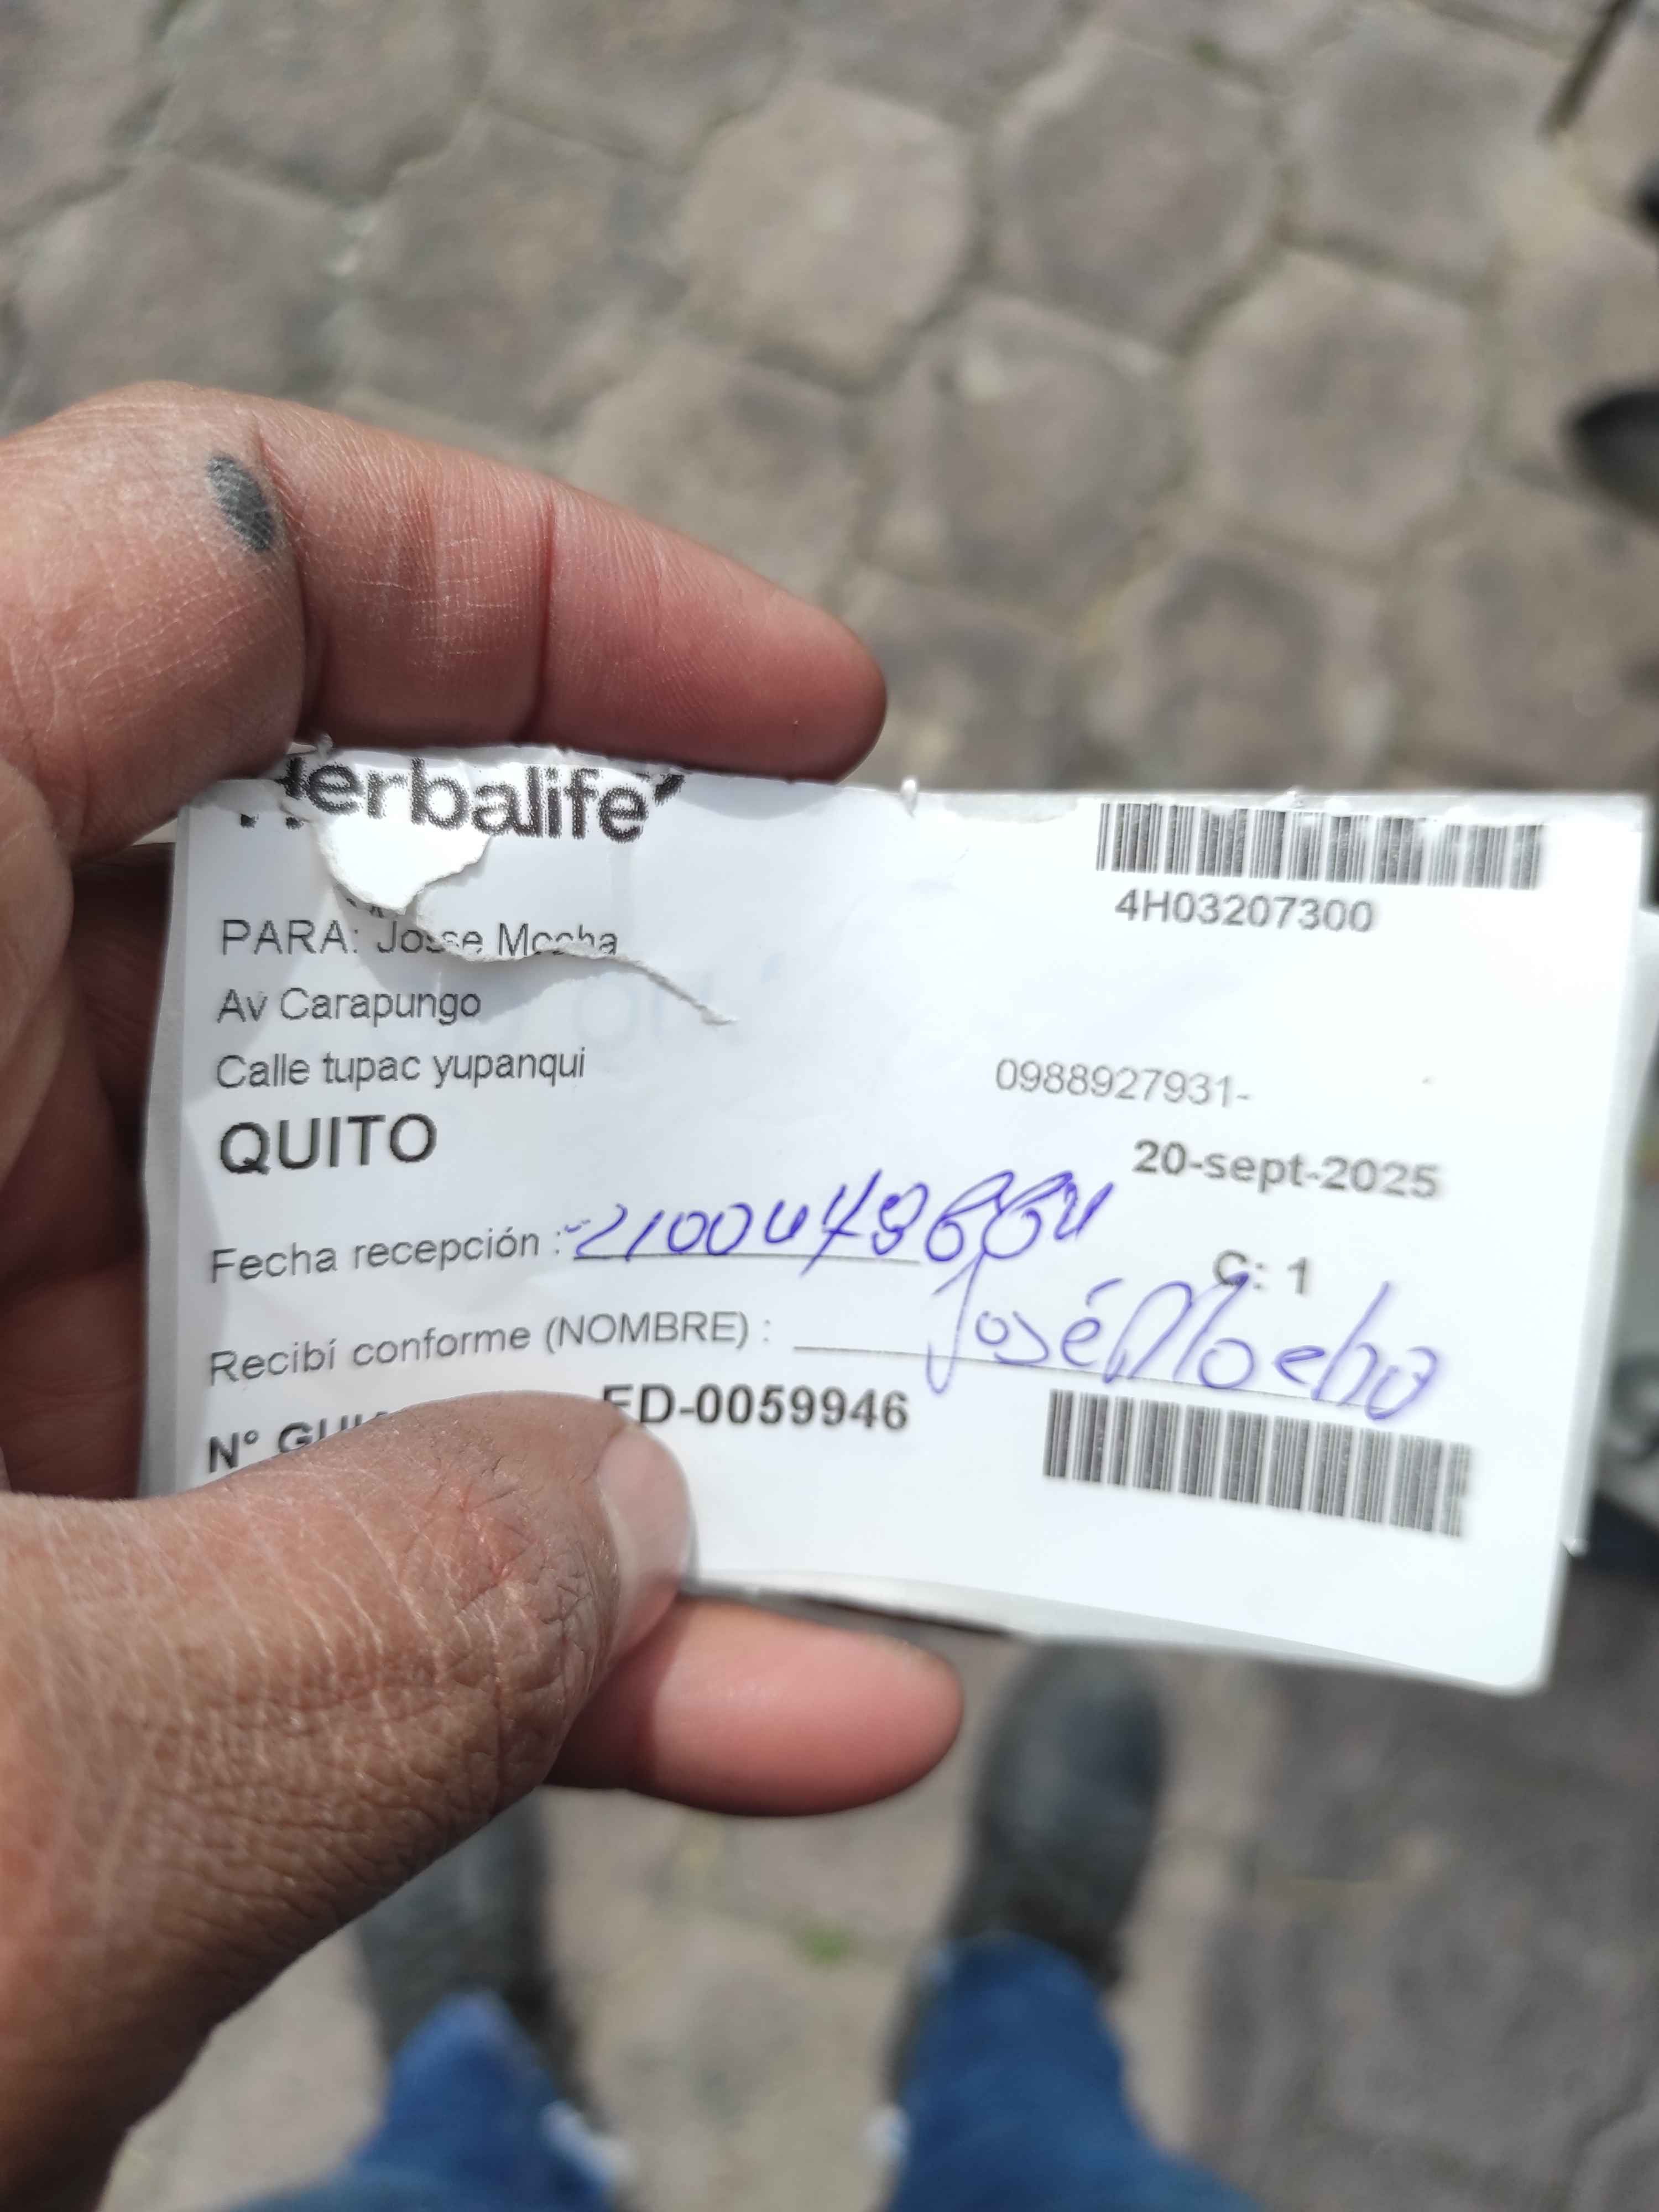 Herbalife
4H03207300
PARA: Josse Mocha
Av Carapungo
Calle tupac yupanqui
0988927931-
QUITO
20-sept-2025
Fecha recepción :
C: 1
Recibí conforme (NOMBRE) : José Mocha
N° ED-0059946